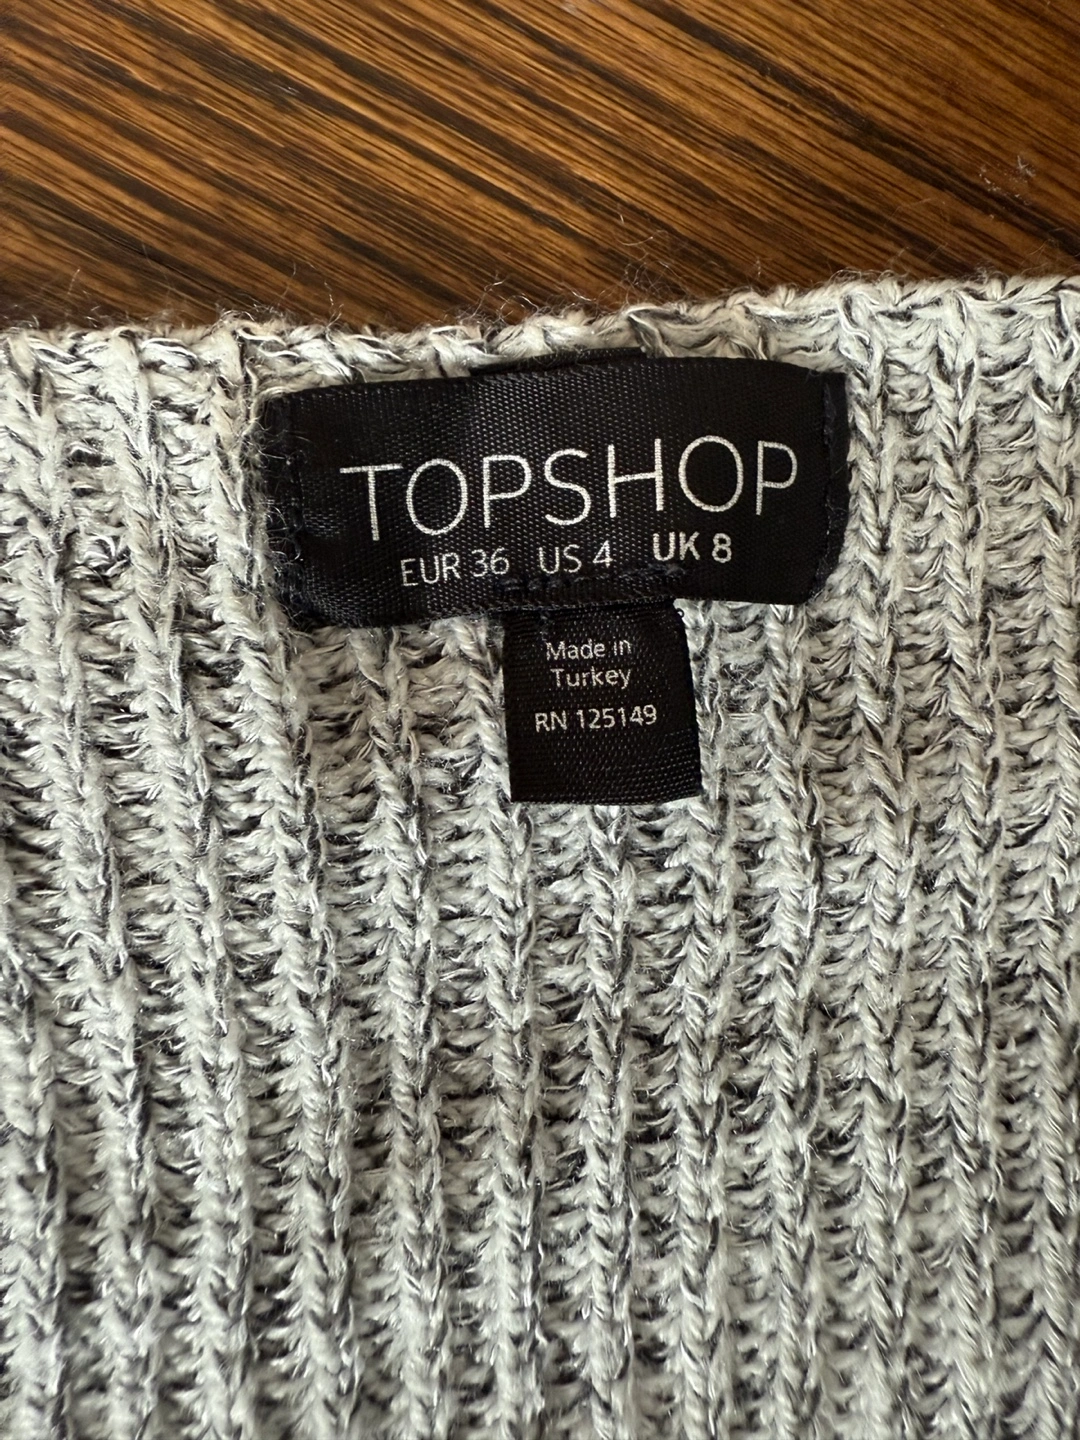 TOPSHOP
EUR 36 US 4 UK 8
Made in
Turkey
RN 125149